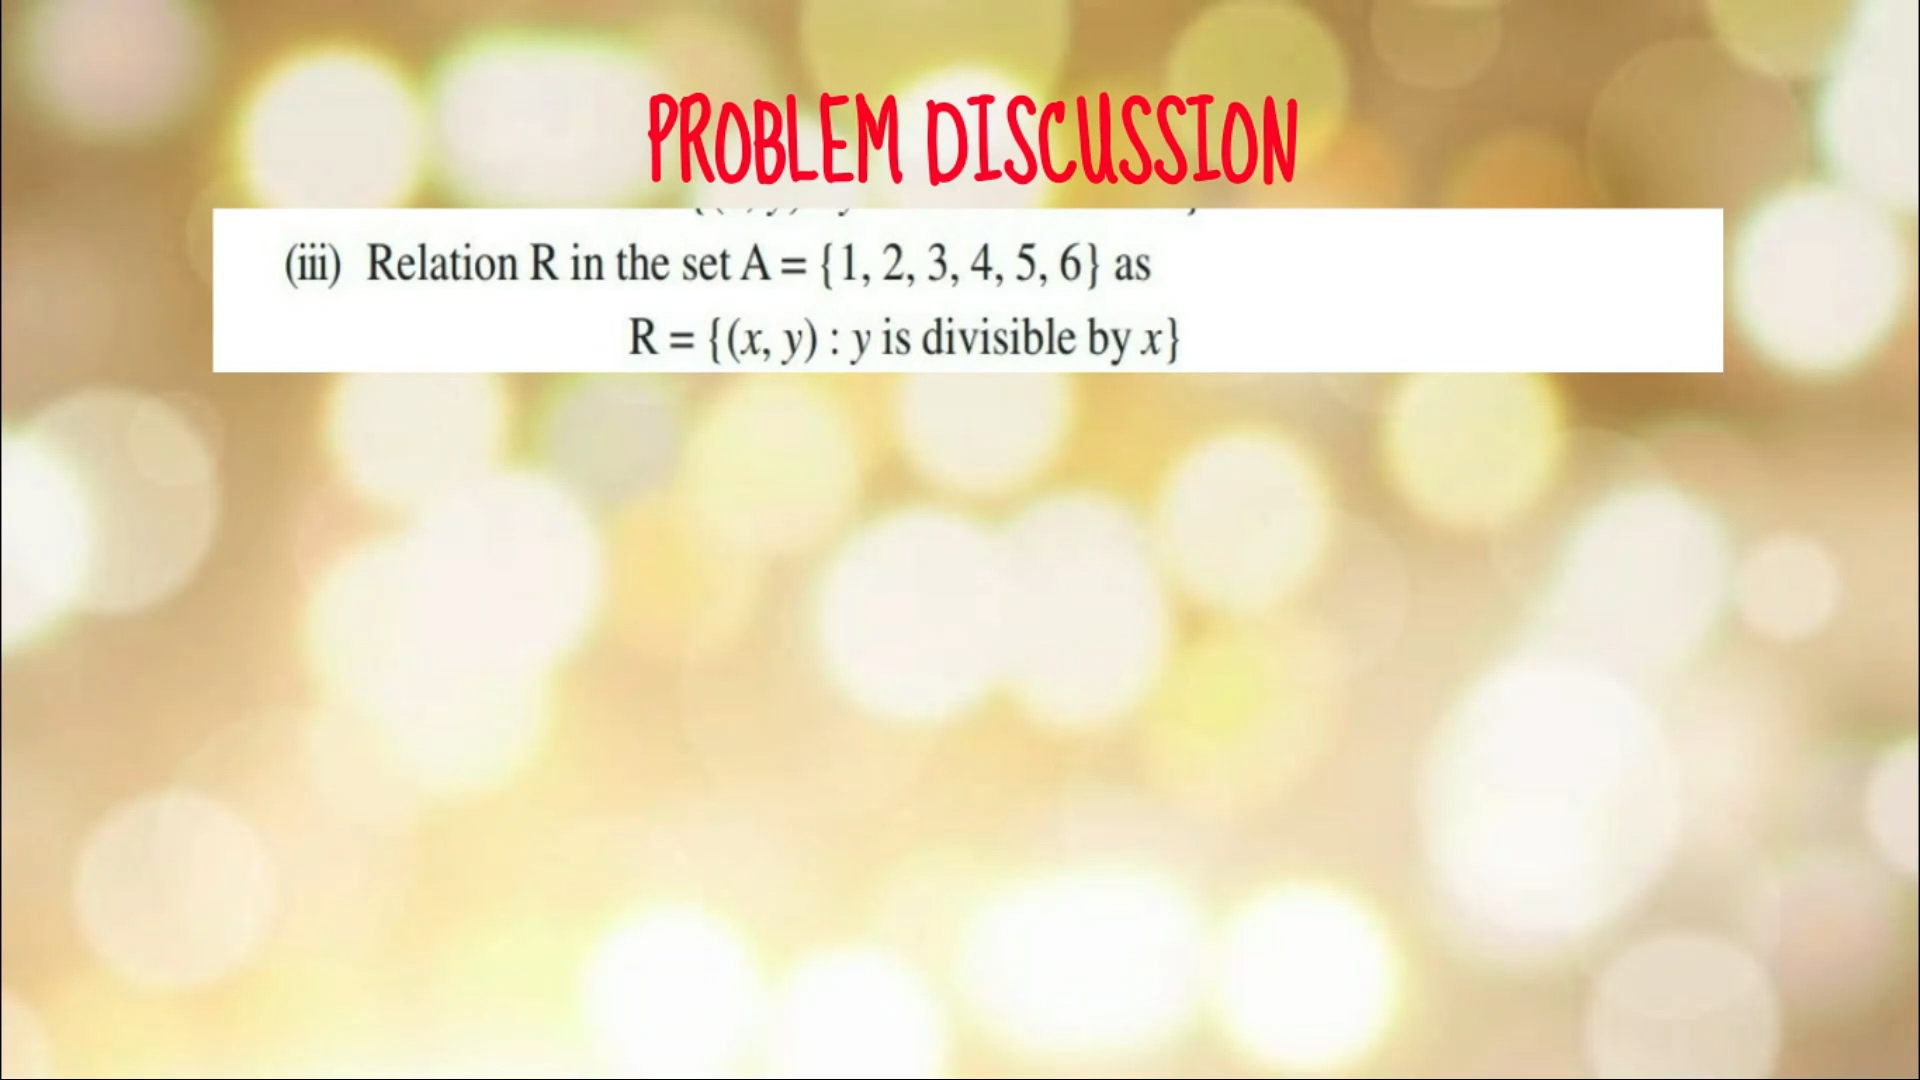 PROBLEM DISCUSSION
(iii) Relation R in the set A = {1, 2, 3, 4, 5, 6} as
R = {(x, y) : y is divisible by x}